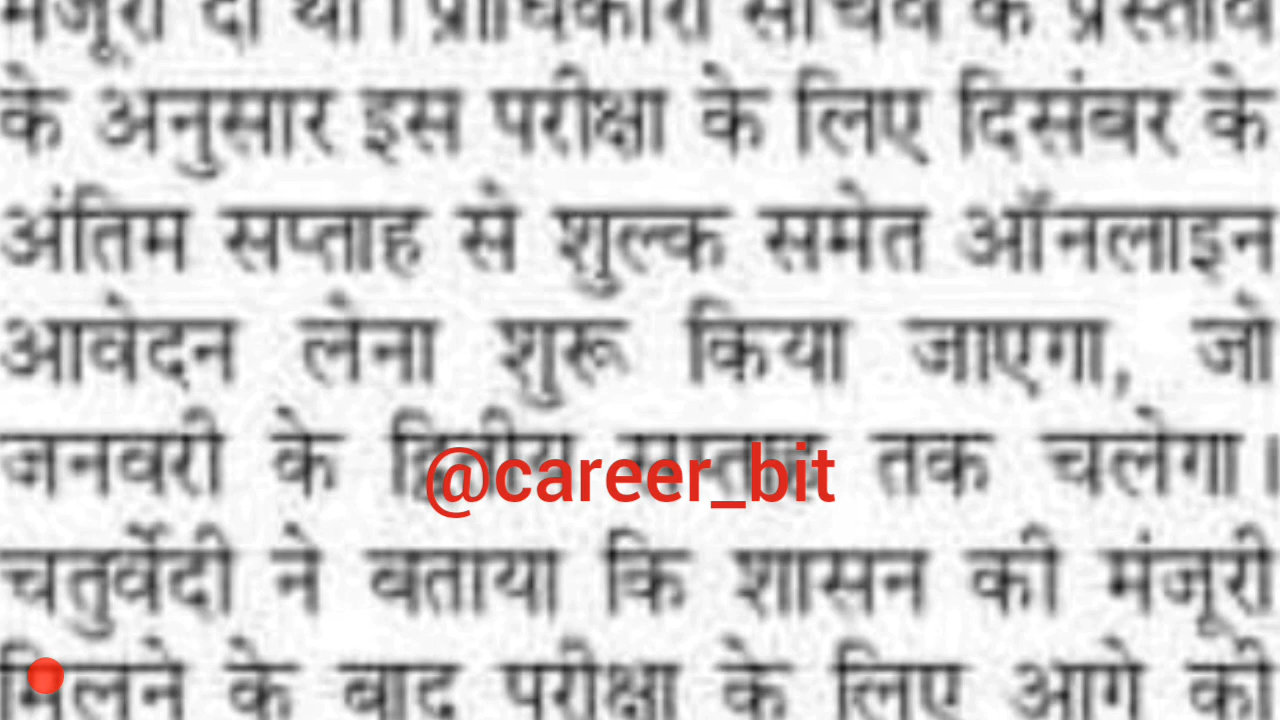 मंजूरी दी थी। प्राधिकारी सचिव के प्रस्ताव
के अनुसार इस परीक्षा के लिए दिसंबर के
अंतिम सप्ताह से शुल्क समेत ऑनलाइन
आवेदन लेना शुरू किया जाएगा, जो
जनवरी के द्वितीय सप्ताह तक चलेगा।
@career_bit
चतुर्वेदी ने बताया कि शासन की मंजूरी
मिलने के बाद परीक्षा के लिए आगे की